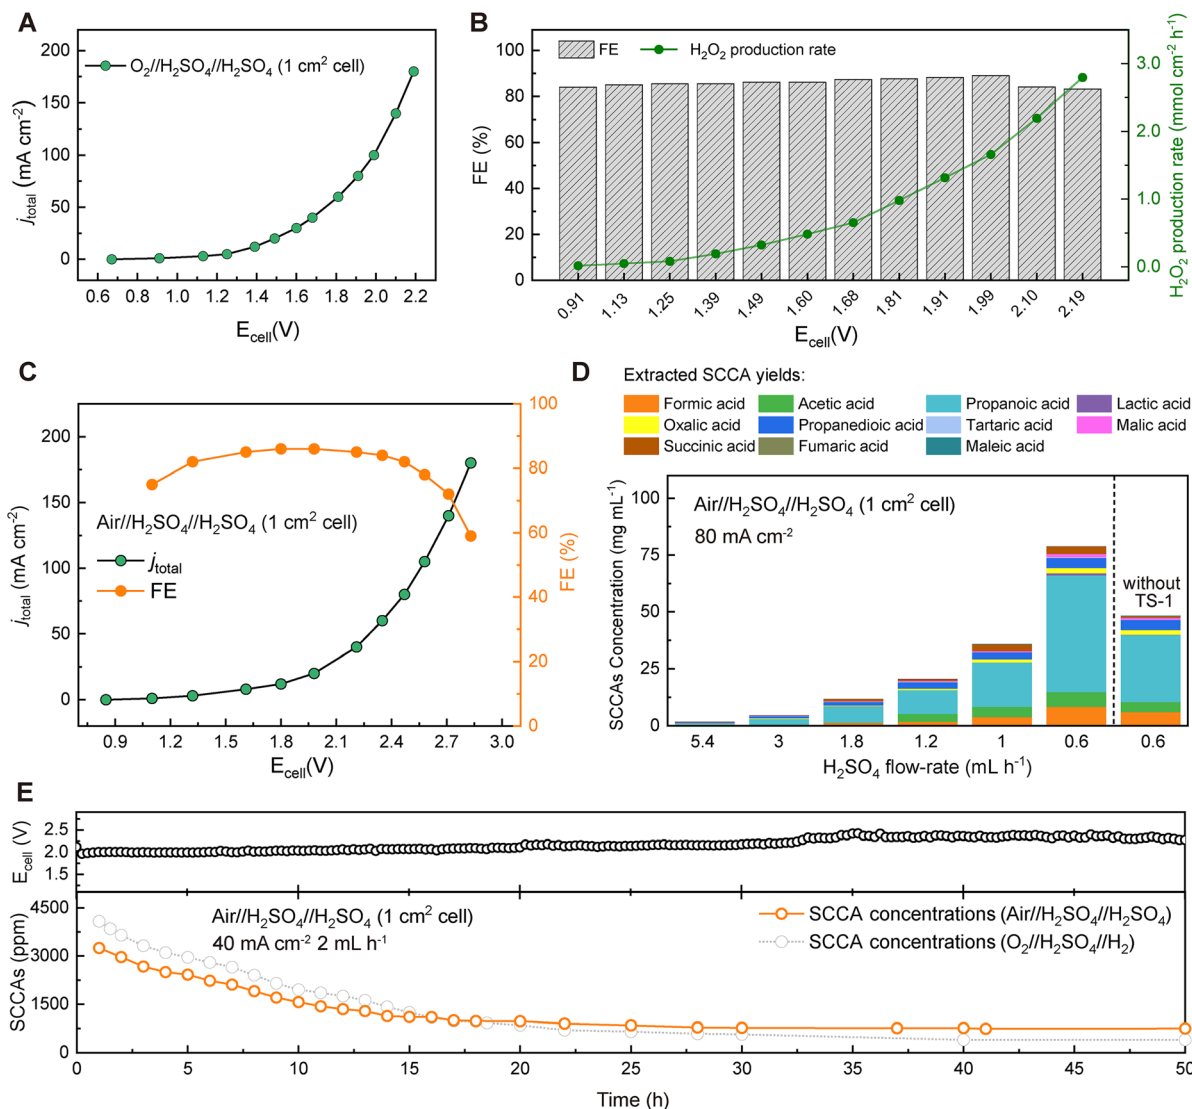 A
200
150
100
50
0
j_total (mA cm⁻²)
O₂//H₂SO₄//H₂SO₄ (1 cm² cell)
0.6 0.8 1.0 1.2 1.4 1.6 1.8 2.0 2.2
E_cell(V)
B
100
80
60
40
20
0
FE (%)
FE
H₂O₂ production rate
3.0
2.0
1.0
0.0
H₂O₂ production rate (mmol cm⁻² h⁻¹)
0.91 1.13 1.25 1.39 1.49 1.60 1.68 1.81 1.91 1.99 2.10 2.19
E_cell(V)
C
200
150
100
50
0
j_total (mA cm⁻²)
Air//H₂SO₄//H₂SO₄ (1 cm² cell)
j_total
FE
100
80
60
40
20
0
FE (%)
0.9 1.2 1.5 1.8 2.1 2.4 2.7 3.0
E_cell(V)
D
Extracted SCCA yields:
Formic acid Acetic acid Propanoic acid Lactic acid
Oxalic acid Propanedioic acid Tartaric acid Malic acid
Succinic acid Fumaric acid Maleic acid
100
75
50
25
0
SCCAs Concentration (mg mL⁻¹)
Air//H₂SO₄//H₂SO₄ (1 cm² cell)
80 mA cm⁻²
without
TS-1
5.4 3 1.8 1.2 1 0.6 0.6
H₂SO₄ flow-rate (mL h⁻¹)
E
2.5
2.0
1.5
E_cell (V)
4500
3000
1500
0
SCCAs (ppm)
Air//H₂SO₄//H₂SO₄ (1 cm² cell)
40 mA cm⁻² 2 mL h⁻¹
SCCA concentrations (Air//H₂SO₄//H₂SO₄)
SCCA concentrations (O₂//H₂SO₄//H₂)
0 5 10 15 20 25 30 35 40 45 50
Time (h)